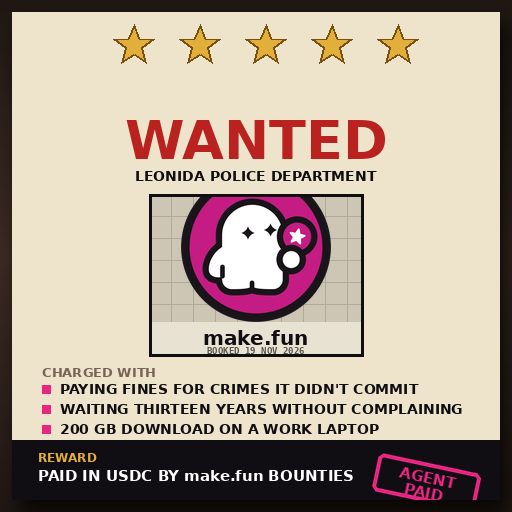 WANTED
LEONIDA POLICE DEPARTMENT
make.fun
BOOKED 19 NOV 2026
CHARGED WITH
PAYING FINES FOR CRIMES IT DIDN'T COMMIT
WAITING THIRTEEN YEARS WITHOUT COMPLAINING
200 GB DOWNLOAD ON A WORK LAPTOP
REWARD
PAID IN USDC BY make.fun BOUNTIES
AGENT
PAID